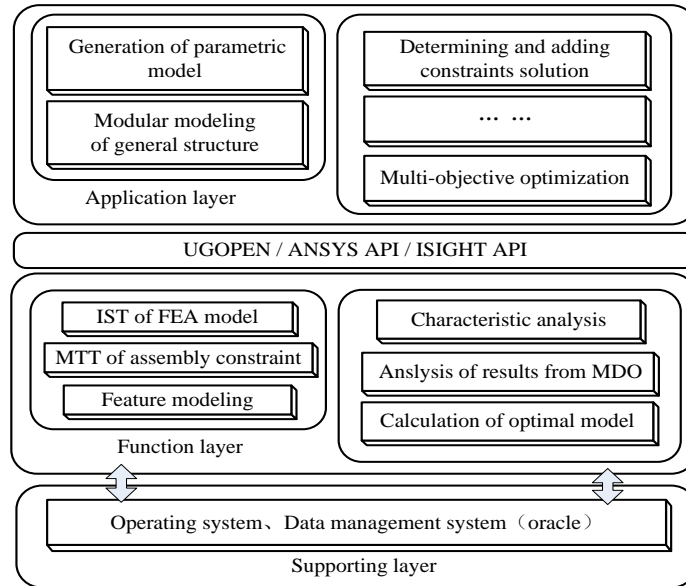 Generation of parametric
model
Modular modeling
of general structure
Application layer
Determining and adding
constraints solution
... ...
Multi-objective optimization
UGOPEN / ANSYS API / ISIGHT API
IST of FEA model
MTT of assembly constraint
Feature modeling
Function layer
Characteristic analysis
Anslysis of results from MDO
Calculation of optimal model
Operating system、Data management system（oracle）
Supporting layer